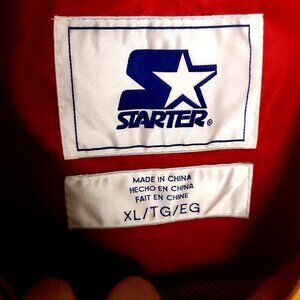 STARTER®
MADE IN CHINA
HECHO EN CHINA
FAIT EN CHINE
XL/TG/EG